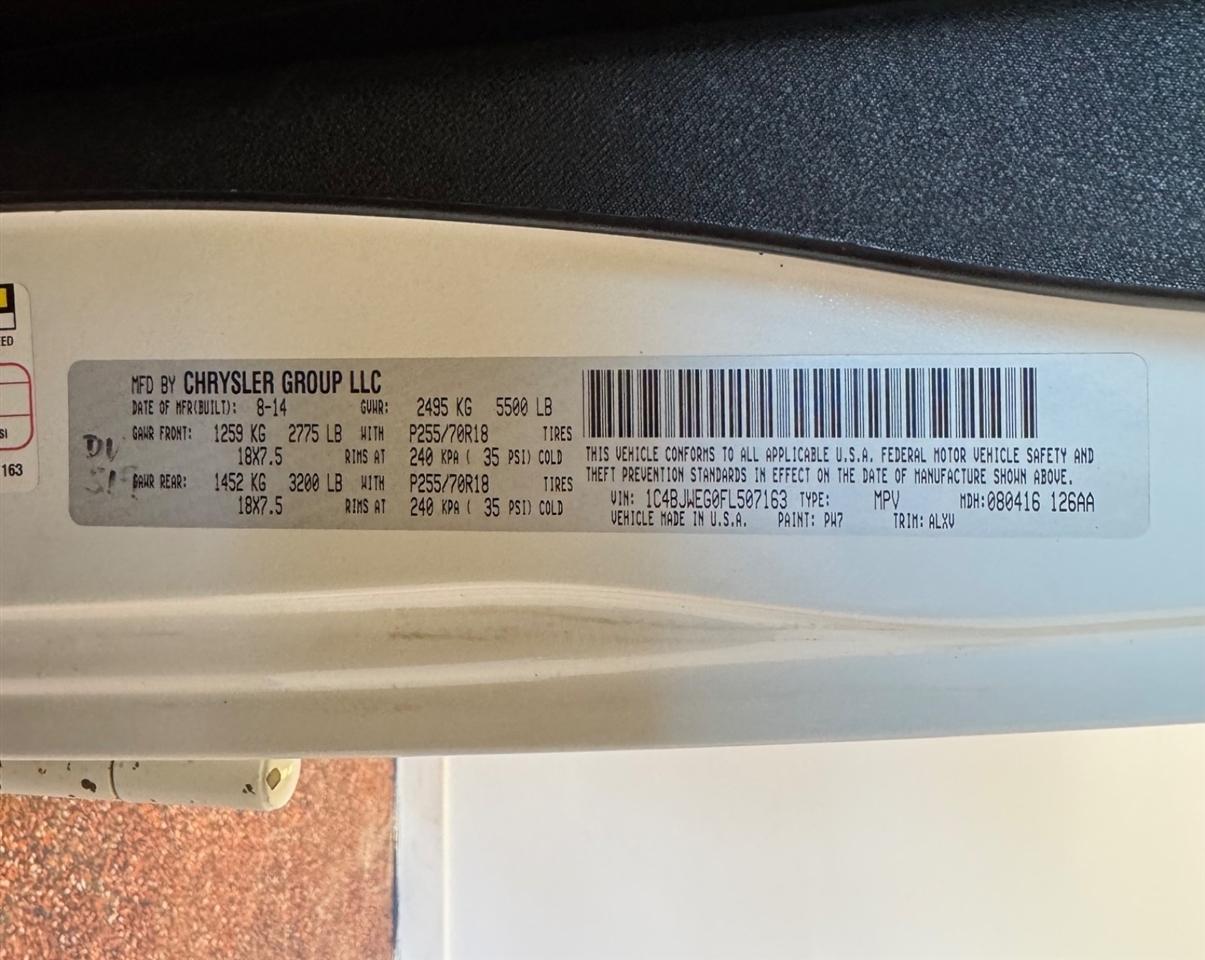 MFD BY CHRYSLER GROUP LLC
DATE OF MFR(BUILT): 8-14 GVWR: 2495 KG 5500 LB
GAWR FRONT: 1259 KG 2775 LB WITH P255/70R18 TIRES
18X7.5 RIMS AT 240 KPA ( 35 PSI) COLD
GAWR REAR: 1452 KG 3200 LB WITH P255/70R18 TIRES
18X7.5 RIMS AT 240 KPA ( 35 PSI) COLD
THIS VEHICLE CONFORMS TO ALL APPLICABLE U.S.A. FEDERAL MOTOR VEHICLE SAFETY AND
THEFT PREVENTION STANDARDS IN EFFECT ON THE DATE OF MANUFACTURE SHOWN ABOVE.
VIN: 1C4BJWEG0FL507163 TYPE: MPV MDH:080416 126AA
VEHICLE MADE IN U.S.A. PAINT: PW7 TRIM: ALXV
163